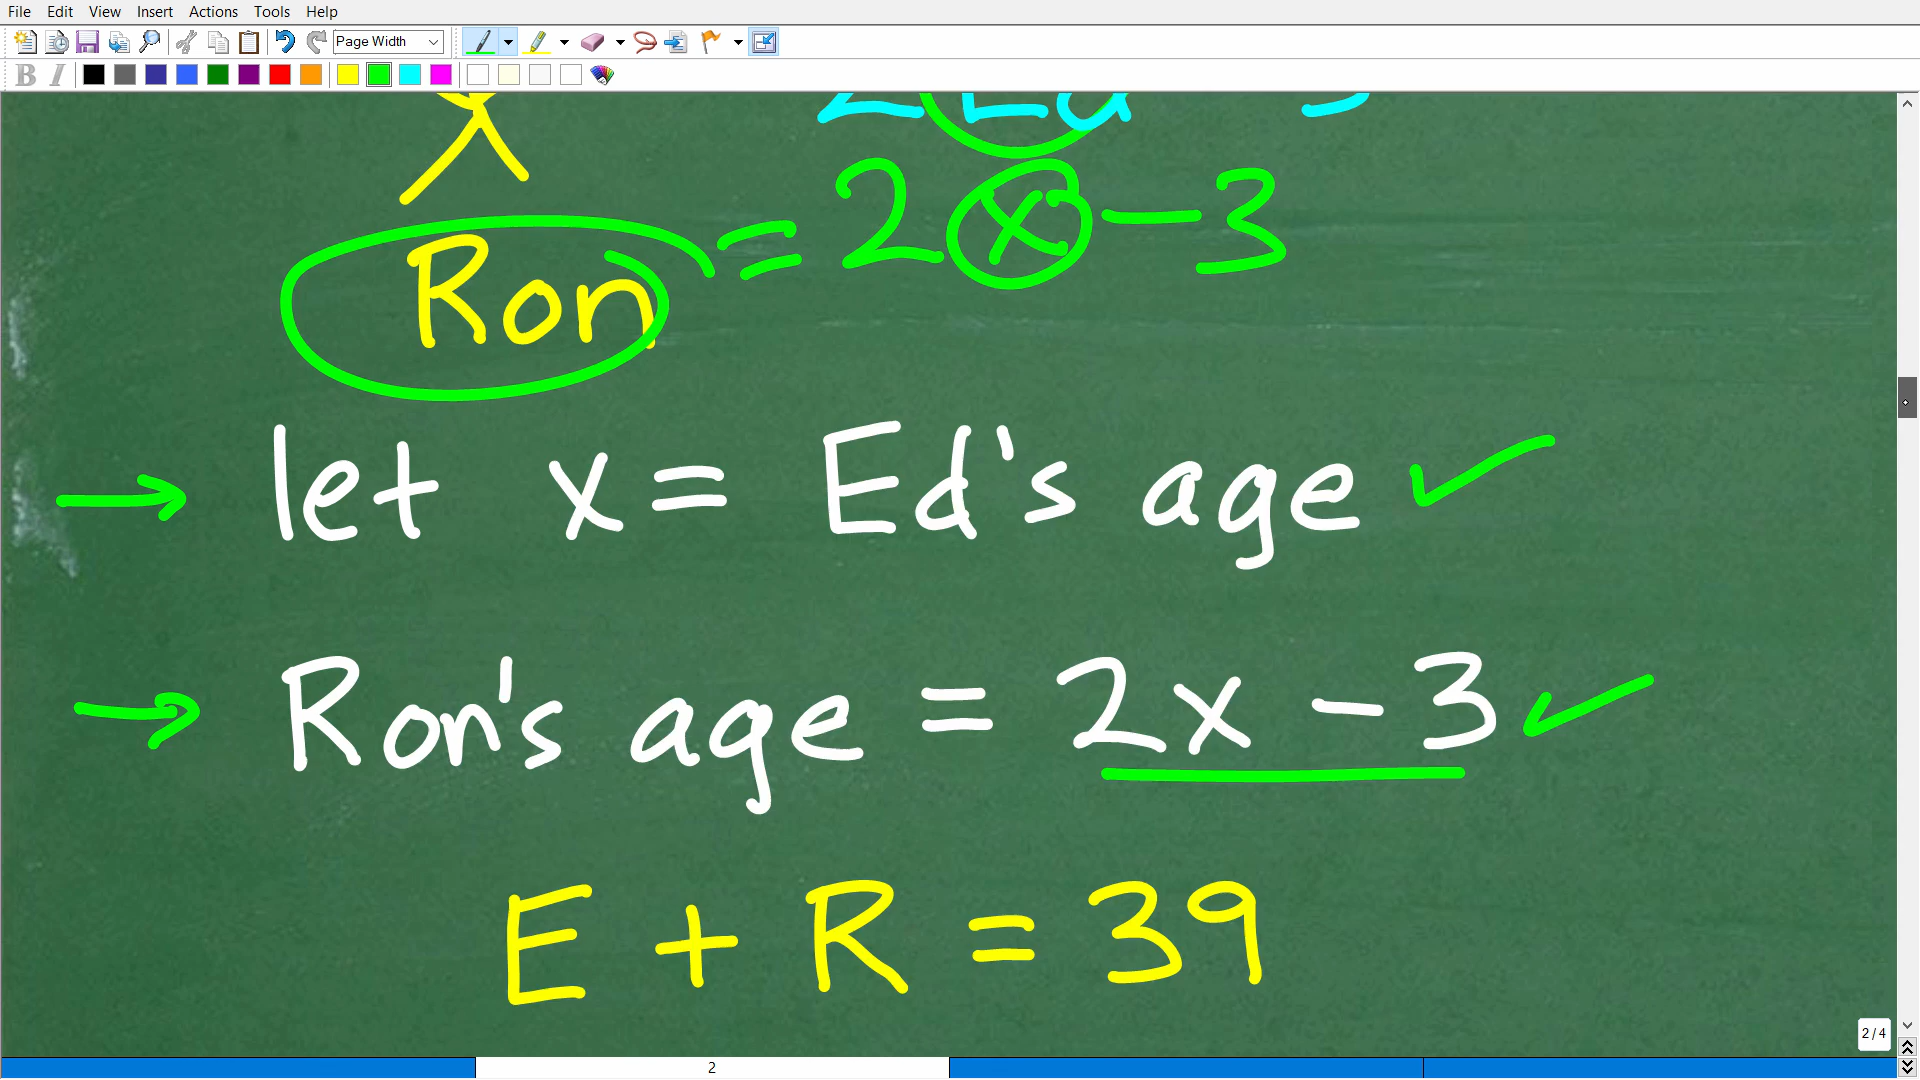 File Edit View Insert Actions Tools Help
Page Width
B I
= 2x - 3
Ron
let x = Ed's age
Ron's age = 2x - 3
E + R = 39
2 / 4
2